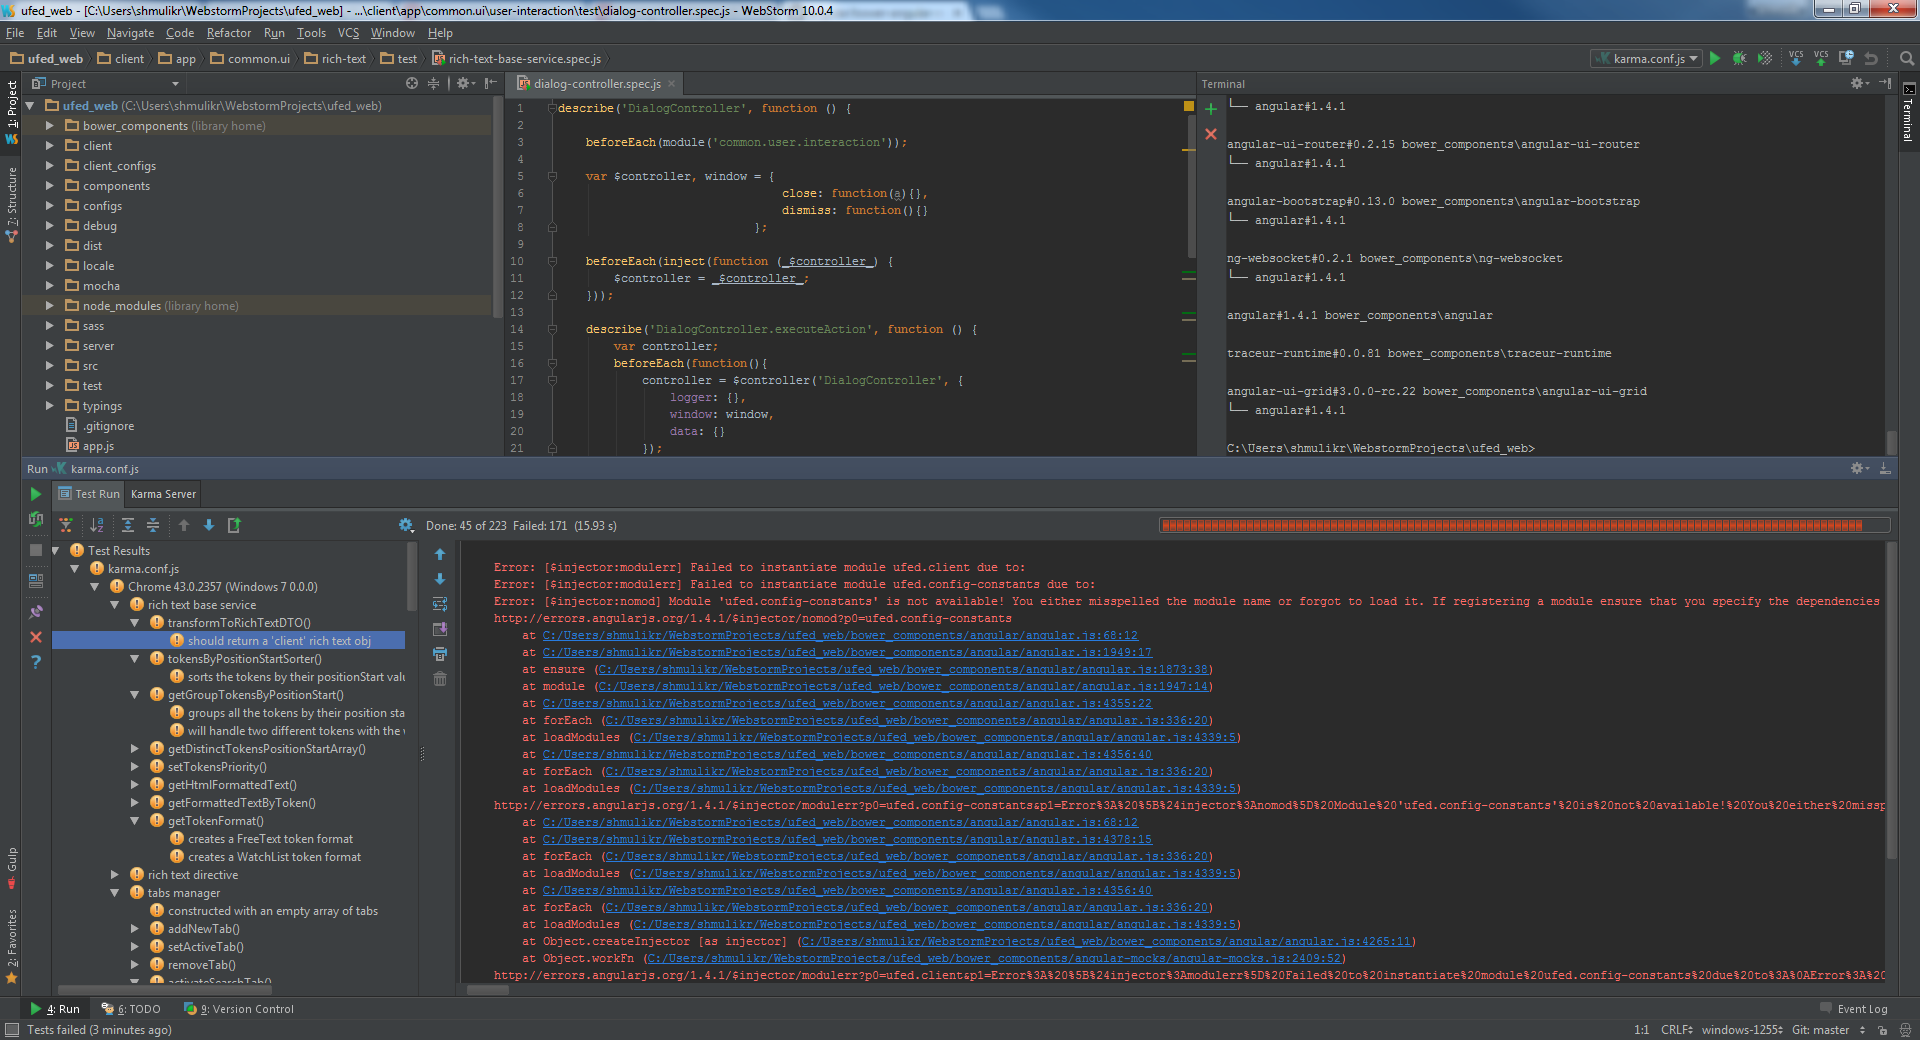 ufed_web - [C:\Users\shmulikr\WebstormProjects\ufed_web] - ...\client\app\common.ui\user-interaction\test\dialog-controller.spec.js - WebStorm 10.0.4
File Edit View Navigate Code Refactor Run Tools VCS Window Help
ufed_web client app common.ui rich-text test rich-text-base-service.spec.js
karma.conf.js
VCS VCS
Project
dialog-controller.spec.js
Terminal
1: Project
7: Structure
Gulp
2: Favorites
Terminal
ufed_web (C:\Users\shmulikr\WebstormProjects\ufed_web)
bower_components (library home)
client
client_configs
components
configs
debug
dist
locale
mocha
node_modules (library home)
sass
server
src
test
typings
.gitignore
app.js
1 describe('DialogController', function () {
2
3 beforeEach(module('common.user.interaction'));
4
5 var $controller, window = {
6 close: function(a){},
7 dismiss: function(){}
8 };
9
10 beforeEach(inject(function (_$controller_) {
11 $controller = _$controller_;
12 }));
13
14 describe('DialogController.executeAction', function () {
15 var controller;
16 beforeEach(function(){
17 controller = $controller('DialogController', {
18 logger: {},
19 window: window,
20 data: {}
21 });
└── angular#1.4.1
angular-ui-router#0.2.15 bower_components\angular-ui-router
└── angular#1.4.1
angular-bootstrap#0.13.0 bower_components\angular-bootstrap
└── angular#1.4.1
ng-websocket#0.2.1 bower_components\ng-websocket
└── angular#1.4.1
angular#1.4.1 bower_components\angular
traceur-runtime#0.0.81 bower_components\traceur-runtime
angular-ui-grid#3.0.0-rc.22 bower_components\angular-ui-grid
└── angular#1.4.1
C:\Users\shmulikr\WebstormProjects\ufed_web>
Run karma.conf.js
Test Run Karma Server
Done: 45 of 223 Failed: 171 (15.93 s)
Test Results
karma.conf.js
Chrome 43.0.2357 (Windows 7 0.0.0)
rich text base service
transformToRichTextDTO()
should return a 'client' rich text obj
tokensByPositionStartSorter()
sorts the tokens by their positionStart valu
getGroupTokensByPositionStart()
groups all the tokens by their position sta
will handle two different tokens with the
getDistinctTokensPositionStartArray()
setTokensPriority()
getHtmlFormattedText()
getFormattedTextByToken()
getTokenFormat()
creates a FreeText token format
creates a WatchList token format
rich text directive
tabs manager
constructed with an empty array of tabs
addNewTab()
setActiveTab()
removeTab()
activateSearchTab()
Error: [$injector:modulerr] Failed to instantiate module ufed.client due to:
Error: [$injector:modulerr] Failed to instantiate module ufed.config-constants due to:
Error: [$injector:nomod] Module 'ufed.config-constants' is not available! You either misspelled the module name or forgot to load it. If registering a module ensure that you specify the dependencies
http://errors.angularjs.org/1.4.1/$injector/nomod?p0=ufed.config-constants
at C:/Users/shmulikr/WebstormProjects/ufed_web/bower_components/angular/angular.js:68:12
at C:/Users/shmulikr/WebstormProjects/ufed_web/bower_components/angular/angular.js:1949:17
at ensure (C:/Users/shmulikr/WebstormProjects/ufed_web/bower_components/angular/angular.js:1873:38)
at module (C:/Users/shmulikr/WebstormProjects/ufed_web/bower_components/angular/angular.js:1947:14)
at C:/Users/shmulikr/WebstormProjects/ufed_web/bower_components/angular/angular.js:4355:22
at forEach (C:/Users/shmulikr/WebstormProjects/ufed_web/bower_components/angular/angular.js:336:20)
at loadModules (C:/Users/shmulikr/WebstormProjects/ufed_web/bower_components/angular/angular.js:4339:5)
at C:/Users/shmulikr/WebstormProjects/ufed_web/bower_components/angular/angular.js:4356:40
at forEach (C:/Users/shmulikr/WebstormProjects/ufed_web/bower_components/angular/angular.js:336:20)
at loadModules (C:/Users/shmulikr/WebstormProjects/ufed_web/bower_components/angular/angular.js:4339:5)
http://errors.angularjs.org/1.4.1/$injector/modulerr?p0=ufed.config-constants&p1=Error%3A%20%5B%24injector%3Anomod%5D%20Module%20'ufed.config-constants'%20is%20not%20available!%20You%20either%20missp
at C:/Users/shmulikr/WebstormProjects/ufed_web/bower_components/angular/angular.js:68:12
at C:/Users/shmulikr/WebstormProjects/ufed_web/bower_components/angular/angular.js:4378:15
at forEach (C:/Users/shmulikr/WebstormProjects/ufed_web/bower_components/angular/angular.js:336:20)
at loadModules (C:/Users/shmulikr/WebstormProjects/ufed_web/bower_components/angular/angular.js:4339:5)
at C:/Users/shmulikr/WebstormProjects/ufed_web/bower_components/angular/angular.js:4356:40
at forEach (C:/Users/shmulikr/WebstormProjects/ufed_web/bower_components/angular/angular.js:336:20)
at loadModules (C:/Users/shmulikr/WebstormProjects/ufed_web/bower_components/angular/angular.js:4339:5)
at Object.createInjector [as injector] (C:/Users/shmulikr/WebstormProjects/ufed_web/bower_components/angular/angular.js:4265:11)
at Object.workFn (C:/Users/shmulikr/WebstormProjects/ufed_web/bower_components/angular-mocks/angular-mocks.js:2409:52)
http://errors.angularjs.org/1.4.1/$injector/modulerr?p0=ufed.client&p1=Error%3A%20%5B%24injector%3Amodulerr%5D%20Failed%20to%20instantiate%20module%20ufed.config-constants%20due%20to%3A%0AError%3A%20
4: Run 6: TODO 9: Version Control Event Log
Tests failed (3 minutes ago) 1:1 CRLF windows-1255 Git: master